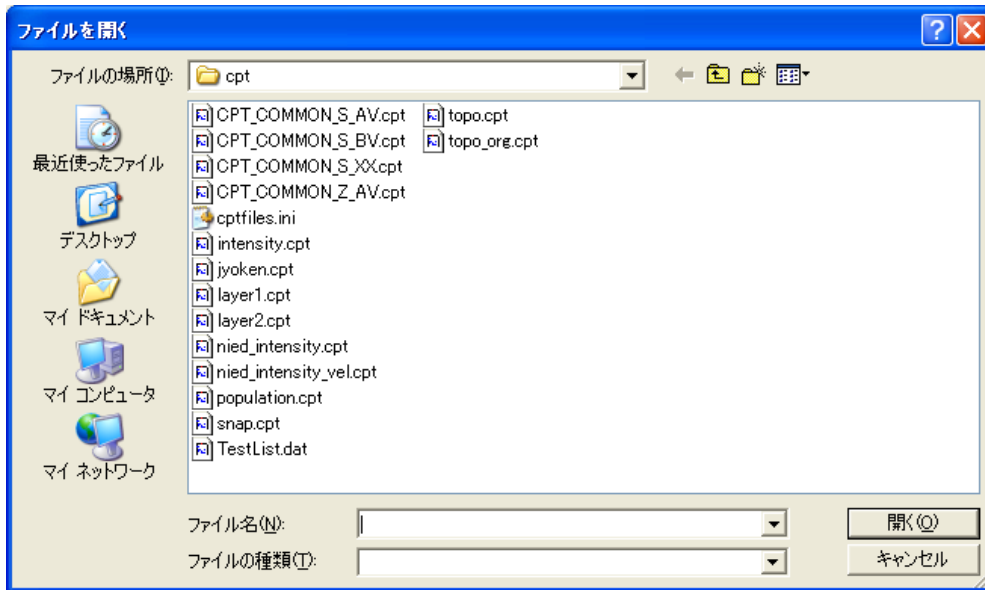 ファイルを開く
ファイルの場所(I):
cpt
最近使ったファイル
デスクトップ
マイ ドキュメント
マイ コンピュータ
マイ ネットワーク
CPT_COMMON_S_AV.cpt
CPT_COMMON_S_BV.cpt
CPT_COMMON_S_XX.cpt
CPT_COMMON_Z_AV.cpt
cptfiles.ini
intensity.cpt
jyoken.cpt
layer1.cpt
layer2.cpt
nied_intensity.cpt
nied_intensity_vel.cpt
population.cpt
snap.cpt
TestList.dat
topo.cpt
topo_org.cpt
ファイル名(N):
開く(O)
ファイルの種類(T):
キャンセル